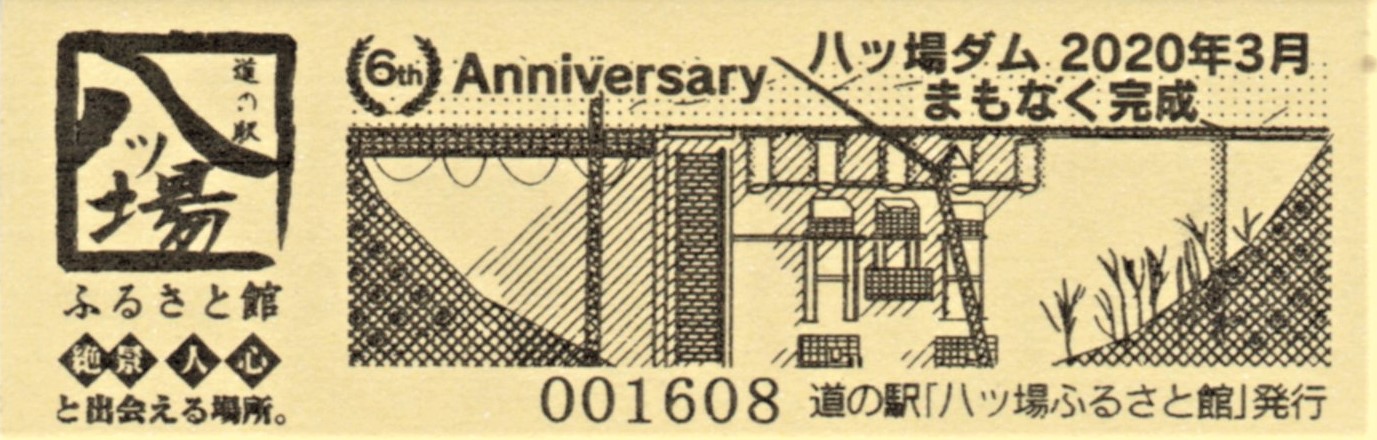 道の駅
八ッ場
ふるさと館
絶景 人 心
と出会える場所。
6th Anniversary
八ッ場ダム 2020年3月
まもなく完成
001608
道の駅「八ッ場ふるさと館」発行